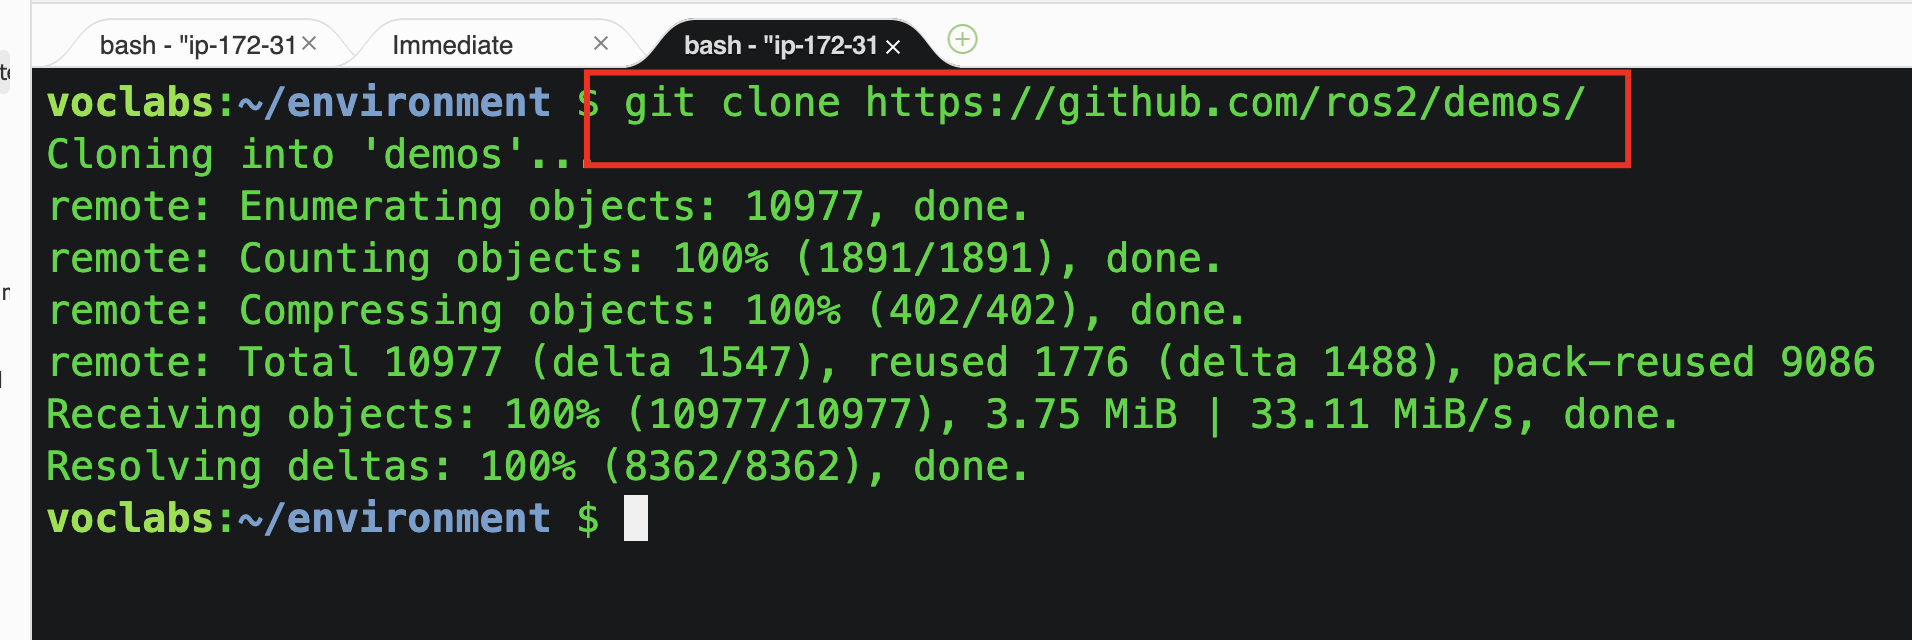 bash - "ip-172-31 Immediate bash - "ip-172-31
voclabs:~/environment $ git clone https://github.com/ros2/demos/
Cloning into 'demos'...
remote: Enumerating objects: 10977, done.
remote: Counting objects: 100% (1891/1891), done.
remote: Compressing objects: 100% (402/402), done.
remote: Total 10977 (delta 1547), reused 1776 (delta 1488), pack-reused 9086
Receiving objects: 100% (10977/10977), 3.75 MiB | 33.11 MiB/s, done.
Resolving deltas: 100% (8362/8362), done.
voclabs:~/environment $